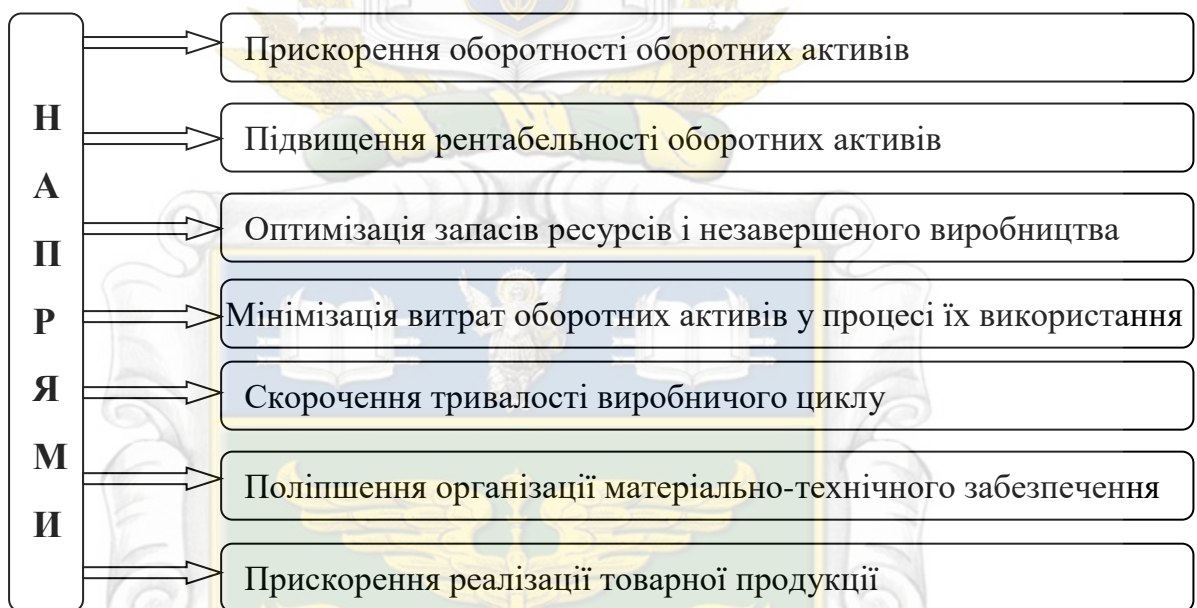 НАПРЯМИ
Прискорення оборотності оборотних активів
Підвищення рентабельності оборотних активів
Оптимізація запасів ресурсів і незавершеного виробництва
Мінімізація витрат оборотних активів у процесі їх використання
Скорочення тривалості виробничого циклу
Поліпшення організації матеріально-технічного забезпечення
Прискорення реалізації товарної продукції